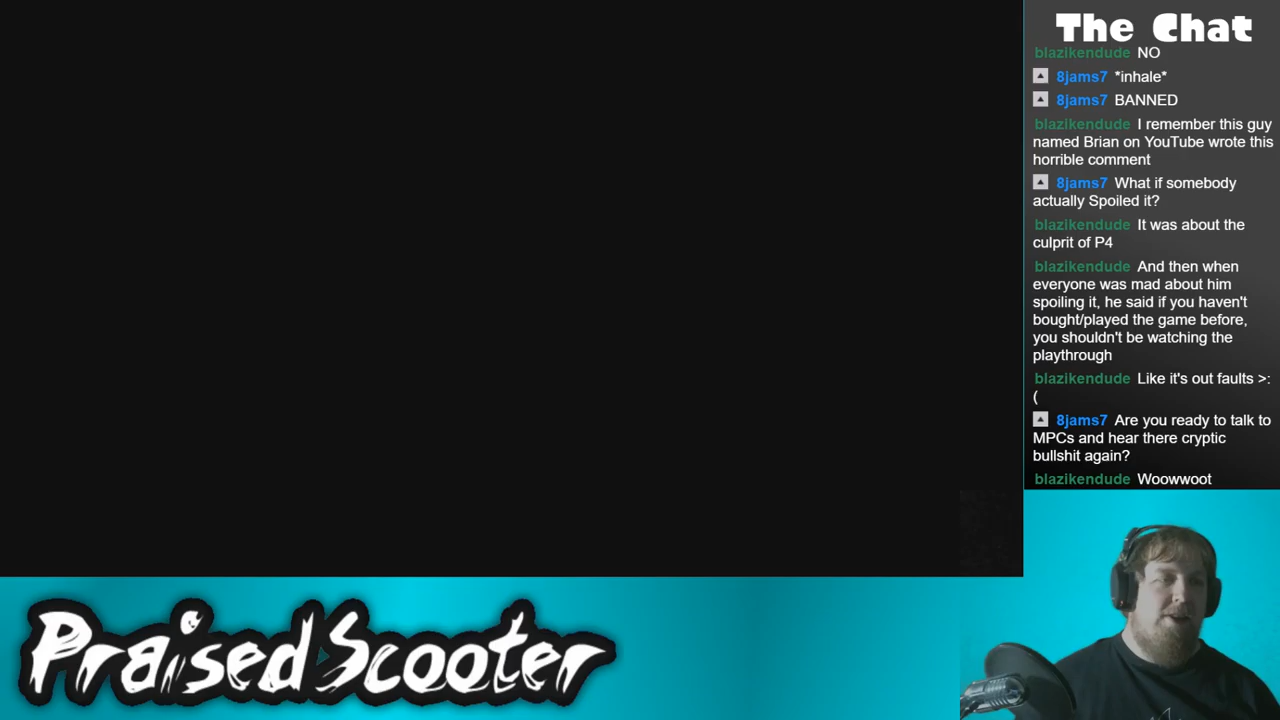 The Chat
blazikendude NO
8jams7 *inhale*
8jams7 BANNED
blazikendude I remember this guy
named Brian on YouTube wrote this
horrible comment
8jams7 What if somebody
actually Spoiled it?
blazikendude It was about the
culprit of P4
blazikendude And then when
everyone was mad about him
spoiling it, he said if you haven't
bought/played the game before,
you shouldn't be watching the
playthrough
blazikendude Like it's out faults >:
(
8jams7 Are you ready to talk to
MPCs and hear there cryptic
bullshit again?
blazikendude Woowwoot
PraisedScooter